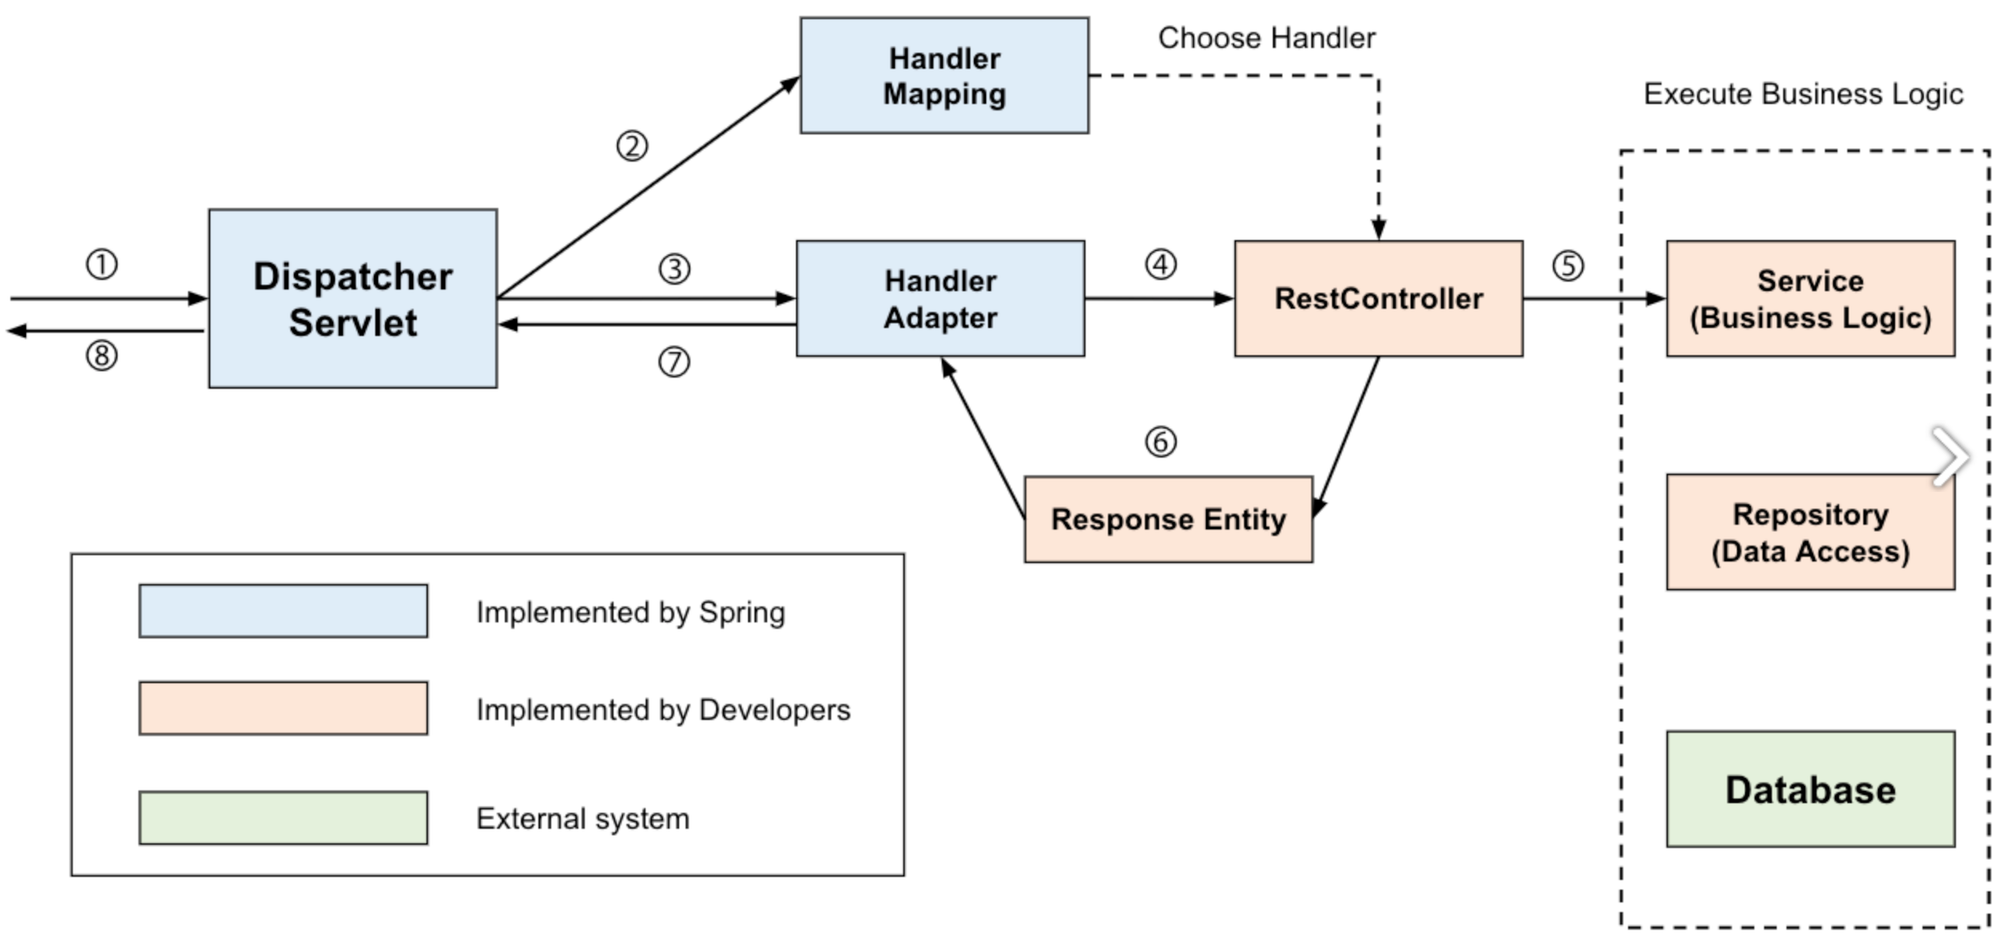 Handler
Mapping
Choose Handler
Execute Business Logic
②
①
Dispatcher
Servlet
③
Handler
Adapter
④
RestController
⑤
Service
(Business Logic)
⑧
⑦
⑥
Response Entity
Repository
(Data Access)
Implemented by Spring
Implemented by Developers
External system
Database